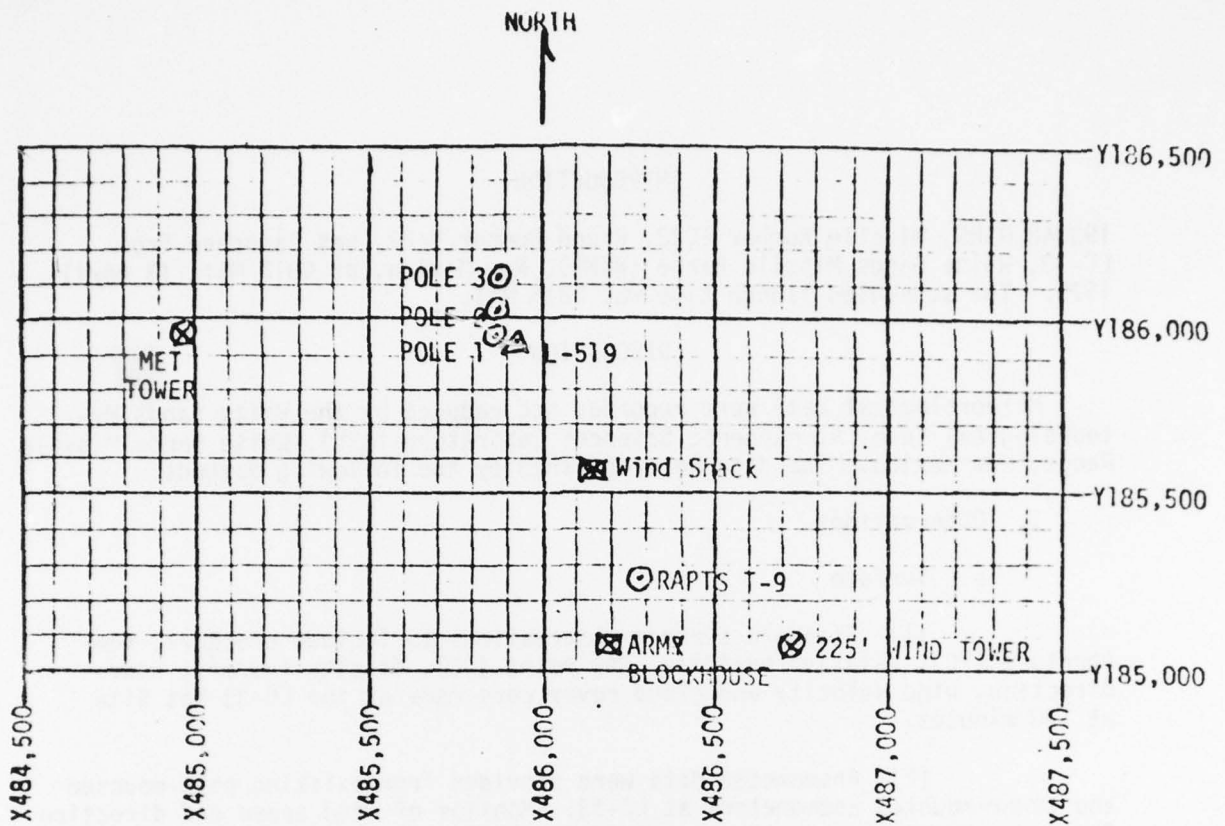 NORTH
Y186,500
POLE 3
POLE 2
Y186,000
POLE 1
L-519
MET
TOWER
Wind Shack
Y185,500
RAPTS T-9
ARMY
BLOCKHOUSE
225' WIND TOWER
Y185,000
X484,500
X485,000
X485,500
X486,000
X486,500
X487,000
X487,500